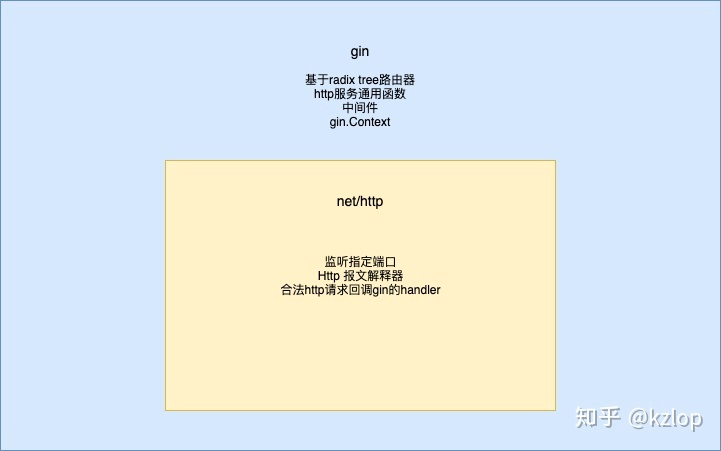 gin
基于radix tree路由器
http服务通用函数
中间件
gin.Context
net/http
监听指定端口
Http 报文解释器
合法http请求回调gin的handler
知乎 @kzlop